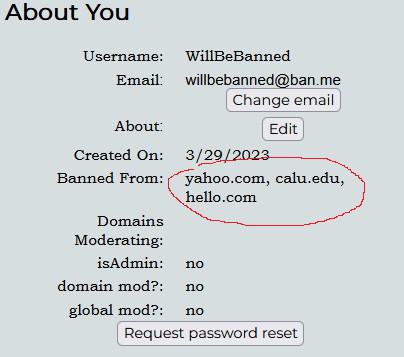 About You
Username: WillBeBanned
Email: willbebanned@ban.me
Change email
About: Edit
Created On: 3/29/2023
Banned From: yahoo.com, calu.edu,
hello.com
Domains
Moderating:
isAdmin: no
domain mod?: no
global mod?: no
Request password reset